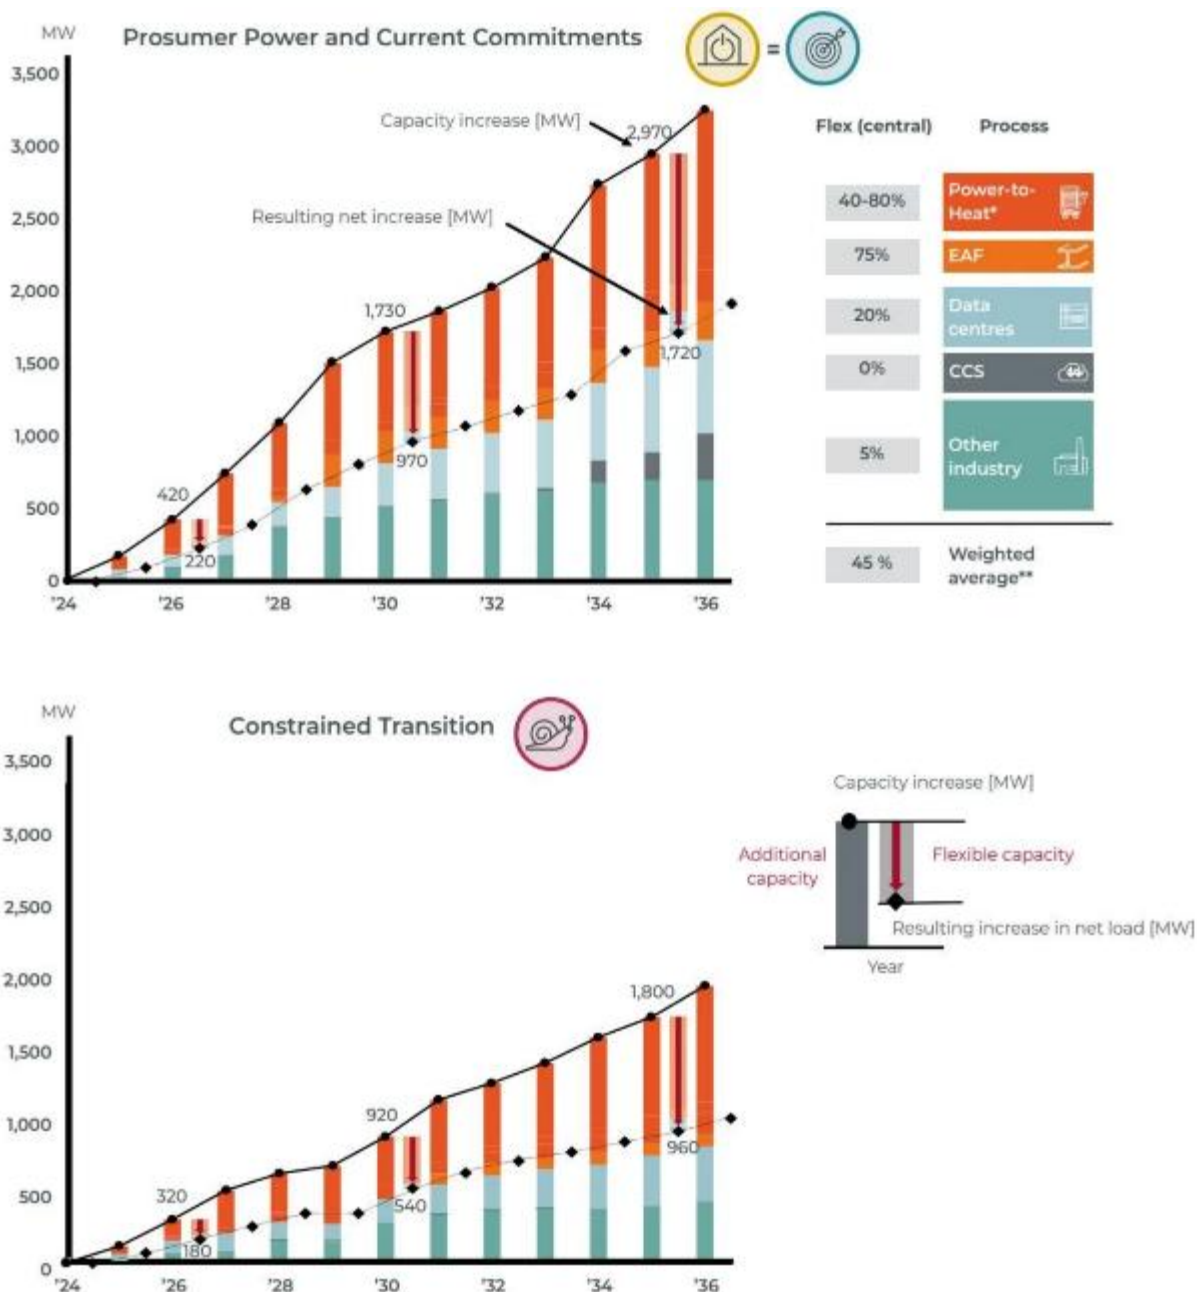 MW
Prosumer Power and Current Commitments
=
3,500
3,000
2,500
2,000
1,500
1,000
500
0
Capacity increase [MW]
2,970
Resulting net increase [MW]
1,730
1,720
970
420
220
'24
'26
'28
'30
'32
'34
'36
Flex (central)
Process
40-80%
Power-to-
Heat*
75%
EAF
20%
Data
centres
0%
CCS
5%
Other
industry
45 %
Weighted
average**
MW
Constrained Transition
3,500
3,000
2,500
2,000
1,500
1,000
500
0
1,800
920
960
540
320
180
'24
'26
'28
'30
'32
'34
'36
Capacity increase [MW]
Additional
capacity
Flexible capacity
Resulting increase in net load [MW]
Year